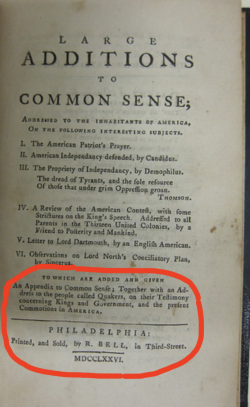 LARGE
ADDITIONS
TO
COMMON SENSE;
ADDRESSED TO THE INHABITANTS OF AMERICA,
ON THE FOLLOWING INTERESTING SUBJECTS.
I. The American Patriot's Prayer.
II. American Independancy defended, by Candidus.
III. The Propriety of Independancy, by Demophilus.
The dread of Tyrants, and the sole resource
Of those that under grim Oppression groan.
THOMSON.
IV. A Review of the American Contest, with some
Strictures on the King's Speech. Addressed to all
Parents in the Thirteen United Colonies, by a
Friend to Posterity and Mankind.
V. Letter to Lord Dartmouth, by an English American.
VI. Observations on Lord North's Conciliatory Plan,
by Sincerus.
TO WHICH ARE ADDED AND GIVEN
An Appendix to Common Sense; Together with an Ad-
dress to the people called Quakers, on their Testimony
concerning Kings and Government, and the present
Commotions in AMERICA.
PHILADELPHIA:
Printed, and Sold, by R. BELL, in Third-Street.
MDCCLXXVI.